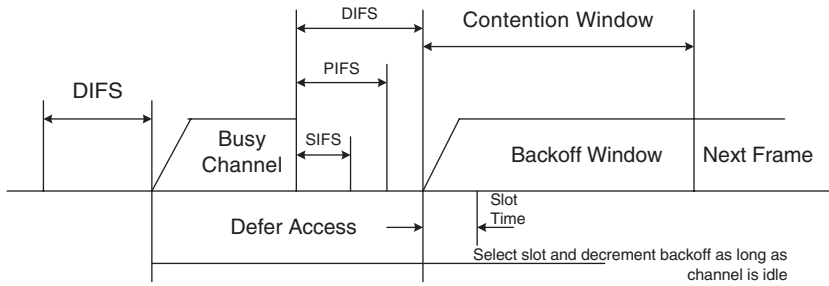 DIFS
Contention Window
PIFS
DIFS
Busy
Channel
SIFS
Backoff Window
Next Frame
Defer Access
Slot
Time
Select slot and decrement backoff as long as
channel is idle